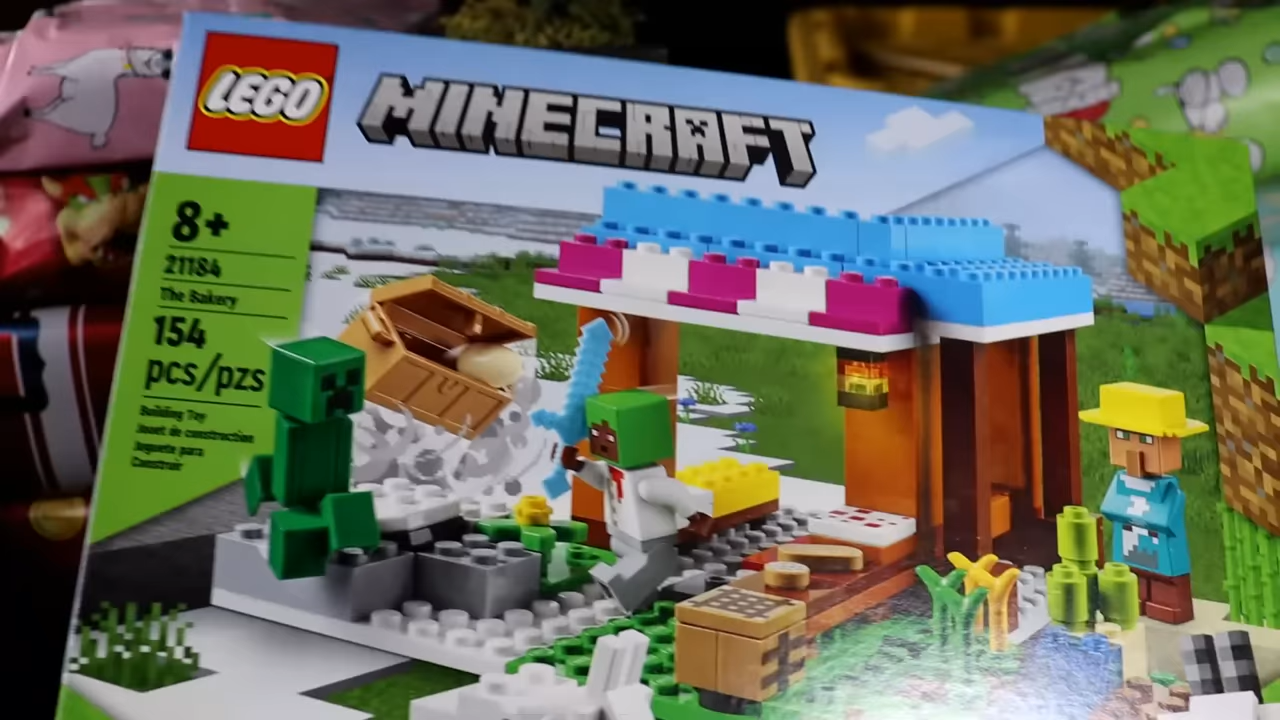 LEGO
MINECRAFT
8+
21184
The Bakery
154
pcs/pzs
Building Toy
Jouet de construction
Juguete para
Construir